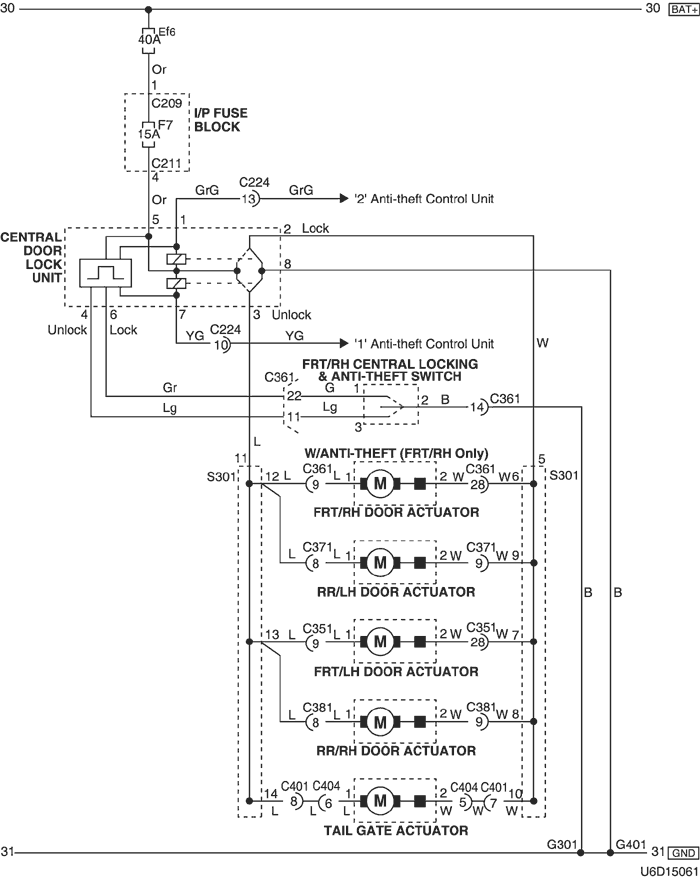 30 30 BAT+
Ef6
40A
Or
1
C209
I/P FUSE
BLOCK
F7
15A
C211
4
GrG C224 GrG
13 '2' Anti-theft Control Unit
Or
5 1
2 Lock
CENTRAL
DOOR
LOCK
UNIT
8
4 6 7 3 Unlock
Unlock Lock
YG C224 YG
10 '1' Anti-theft Control Unit
W
FRT/RH CENTRAL LOCKING
& ANTI-THEFT SWITCH
C361
Gr 22 G 1
2 B 14 C361
Lg 11 Lg
3
L
W/ANTI-THEFT (FRT/RH Only)
11 5
S301 12 L C361 L 1 M 2 W C361 W 6 S301
9 28
FRT/RH DOOR ACTUATOR
L C371 L 1 M 2 W C371 W 9
8 9
RR/LH DOOR ACTUATOR
B B
13 L C351 L 1 M 2 W C351 W 7
9 28
FRT/LH DOOR ACTUATOR
L C381 L 1 M 2 W C381 W 8
8 9
RR/RH DOOR ACTUATOR
14 C401 C404 1 M 2 C404 C401 10
8 6 5 7
L L L W W W
TAIL GATE ACTUATOR
G301 G401
31 31 GND
U6D15061